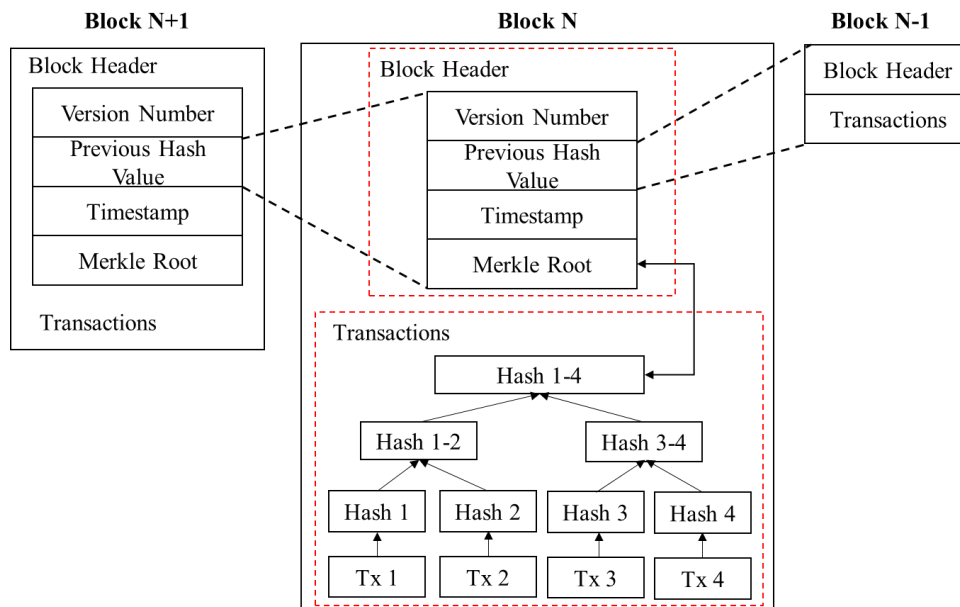 Block N+1
Block Header
Version Number
Previous Hash
Value
Timestamp
Merkle Root
Transactions
Block N
Block Header
Version Number
Previous Hash
Value
Timestamp
Merkle Root
Transactions
Hash 1-4
Hash 1-2
Hash 3-4
Hash 1
Hash 2
Hash 3
Hash 4
Tx 1
Tx 2
Tx 3
Tx 4
Block N-1
Block Header
Transactions